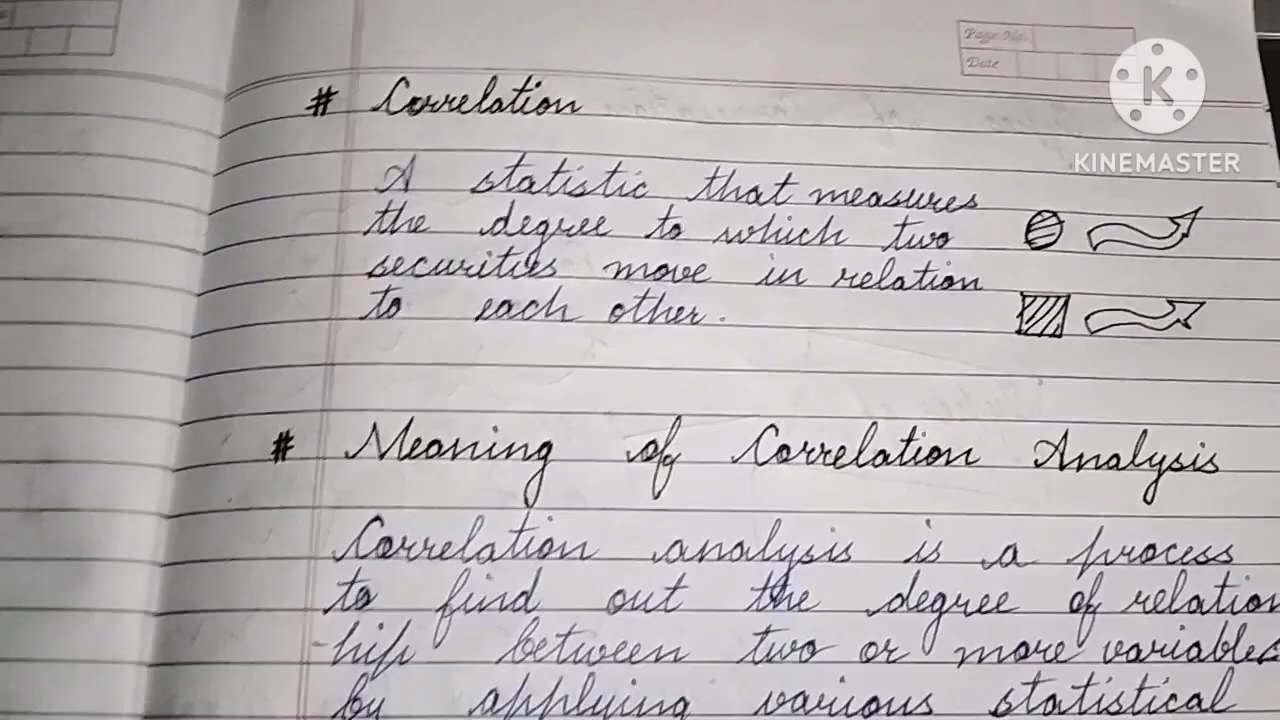 Page No.
Date
KINEMASTER
# Correlation
A statistic that measures
the degree to which two
securities move in relation
to each other.
# Meaning of Correlation Analysis
Correlation analysis is a process
to find out the degree of relation
-hip between two or more variables
by applying various statistical